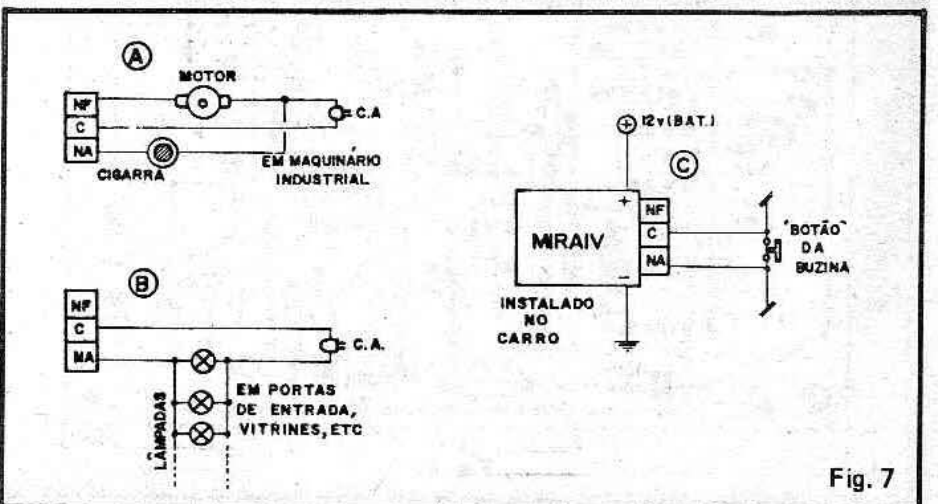 A
MOTOR
NF
C
NA
C.A
CIGARRA
EM MAQUINÁRIO
INDUSTRIAL
B
NF
C
NA
C.A.
LÂMPADAS
EM PORTAS
DE ENTRADA,
VITRINES, ETC
12v (BAT.)
C
+
MIRAIV
-
NF
C
NA
"BOTÃO"
DA
BUZINA
INSTALADO
NO
CARRO
Fig. 7